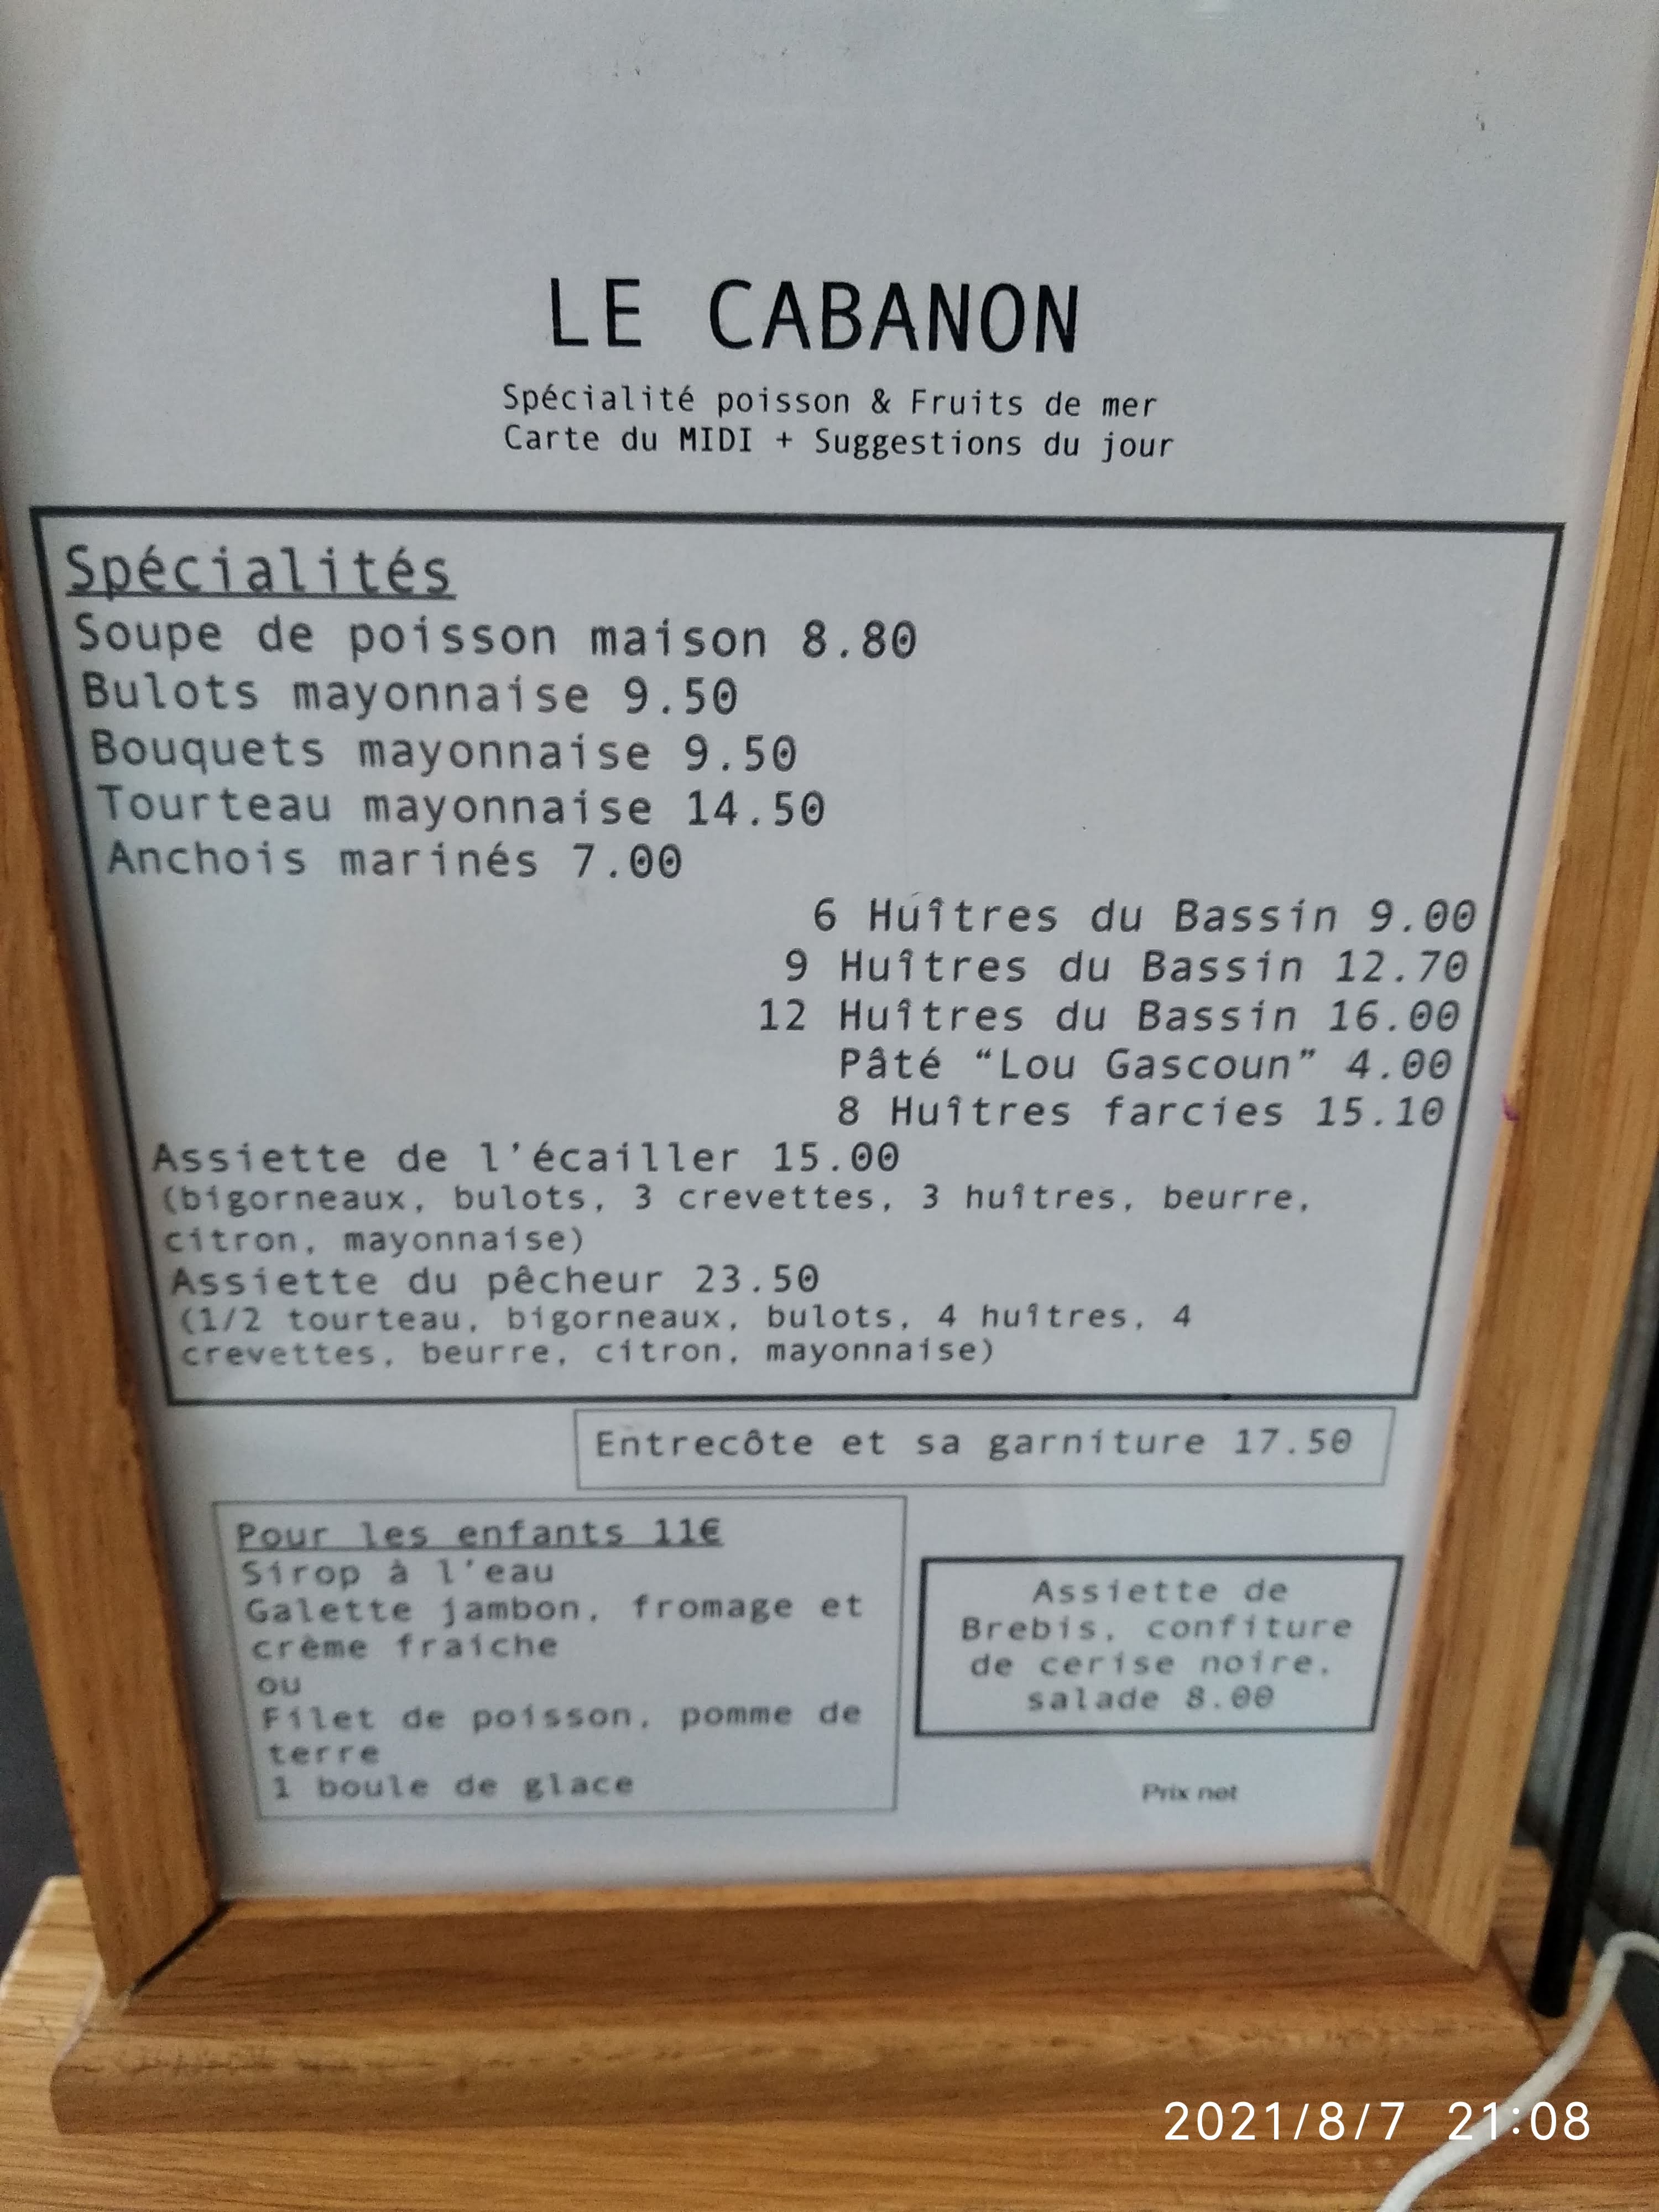 LE CABANON
Spécialité poisson & Fruits de mer
Carte du MIDI + Suggestions du jour
Spécialités
Soupe de poisson maison 8.80
Bulots mayonnaise 9.50
Bouquets mayonnaise 9.50
Tourteau mayonnaise 14.50
Anchois marinés 7.00
6 Huîtres du Bassin 9.00
9 Huîtres du Bassin 12.70
12 Huîtres du Bassin 16.00
Pâté “Lou Gascoun” 4.00
8 Huîtres farcies 15.10
Assiette de l’écailler 15.00
(bigorneaux, bulots, 3 crevettes, 3 huîtres, beurre,
citron, mayonnaise)
Assiette du pêcheur 23.50
(1/2 tourteau, bigorneaux, bulots, 4 huîtres, 4
crevettes, beurre, citron, mayonnaise)
Entrecôte et sa garniture 17.50
Pour les enfants 11€
Sirop à l’eau
Galette jambon, fromage et
crème fraiche
ou
Filet de poisson, pomme de
terre
1 boule de glace
Assiette de
Brebis, confiture
de cerise noire,
salade 8.00
Prix net
2021/8/7 21:08